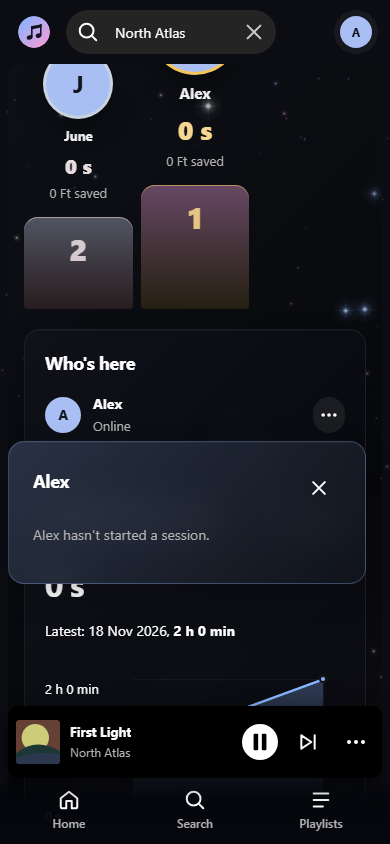 North Atlas
A
J
Alex
June
0 s
0 s
0 Ft saved
0 Ft saved
1
2
Who's here
A
Alex
Online
Alex
Alex hasn't started a session.
0 s
Latest: 18 Nov 2026, 2 h 0 min
2 h 0 min
First Light
North Atlas
Home
Search
Playlists